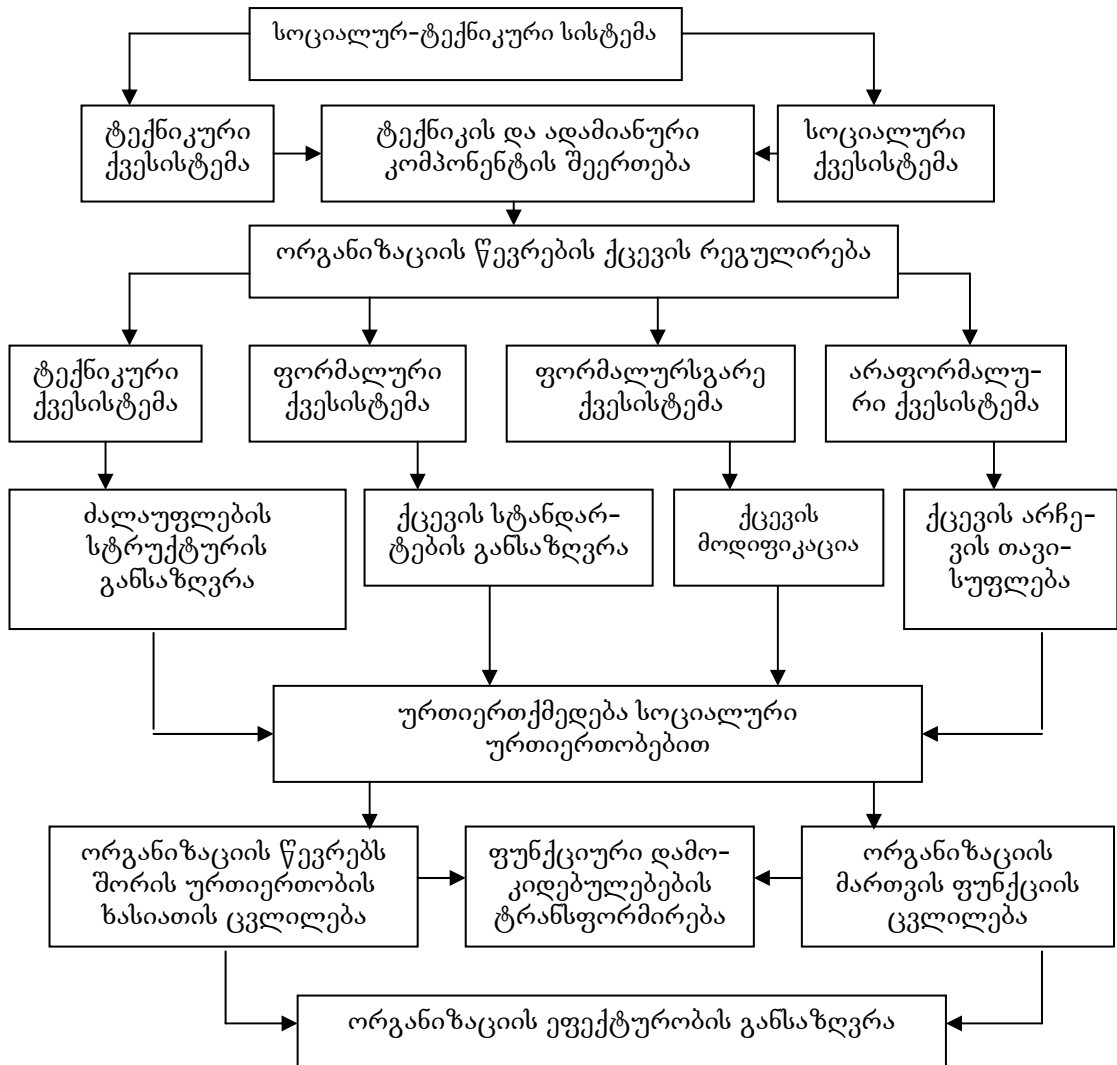 სოციალურ-ტექნიკური სისტემა
ტექნიკური
ქვესისტემა
ტექნიკის და ადამიანური
კომპონენტის შეერთება
სოციალური
ქვესისტემა
ორგანიზაციის წევრების ქცევის რეგულირება
ტექნიკური
ქვესისტემა
ფორმალური
ქვესისტემა
ფორმალურსგარე
ქვესისტემა
არაფორმალუ-
რი ქვესისტემა
ძალაუფლების
სტრუქტურის
განსაზღვრა
ქცევის სტანდარ-
ტების განსაზღვრა
ქცევის
მოდიფიკაცია
ქცევის არჩე-
ვის თავი-
სუფლება
ურთიერთქმედება სოციალური
ურთიერთობებით
ორგანიზაციის წევრებს
შორის ურთიერთობის
ხასიათის ცვლილება
ფუნქციური დამო-
კიდებულებების
ტრანსფორმირება
ორგანიზაციის
მართვის ფუნქციის
ცვლილება
ორგანიზაციის ეფექტურობის განსაზღვრა